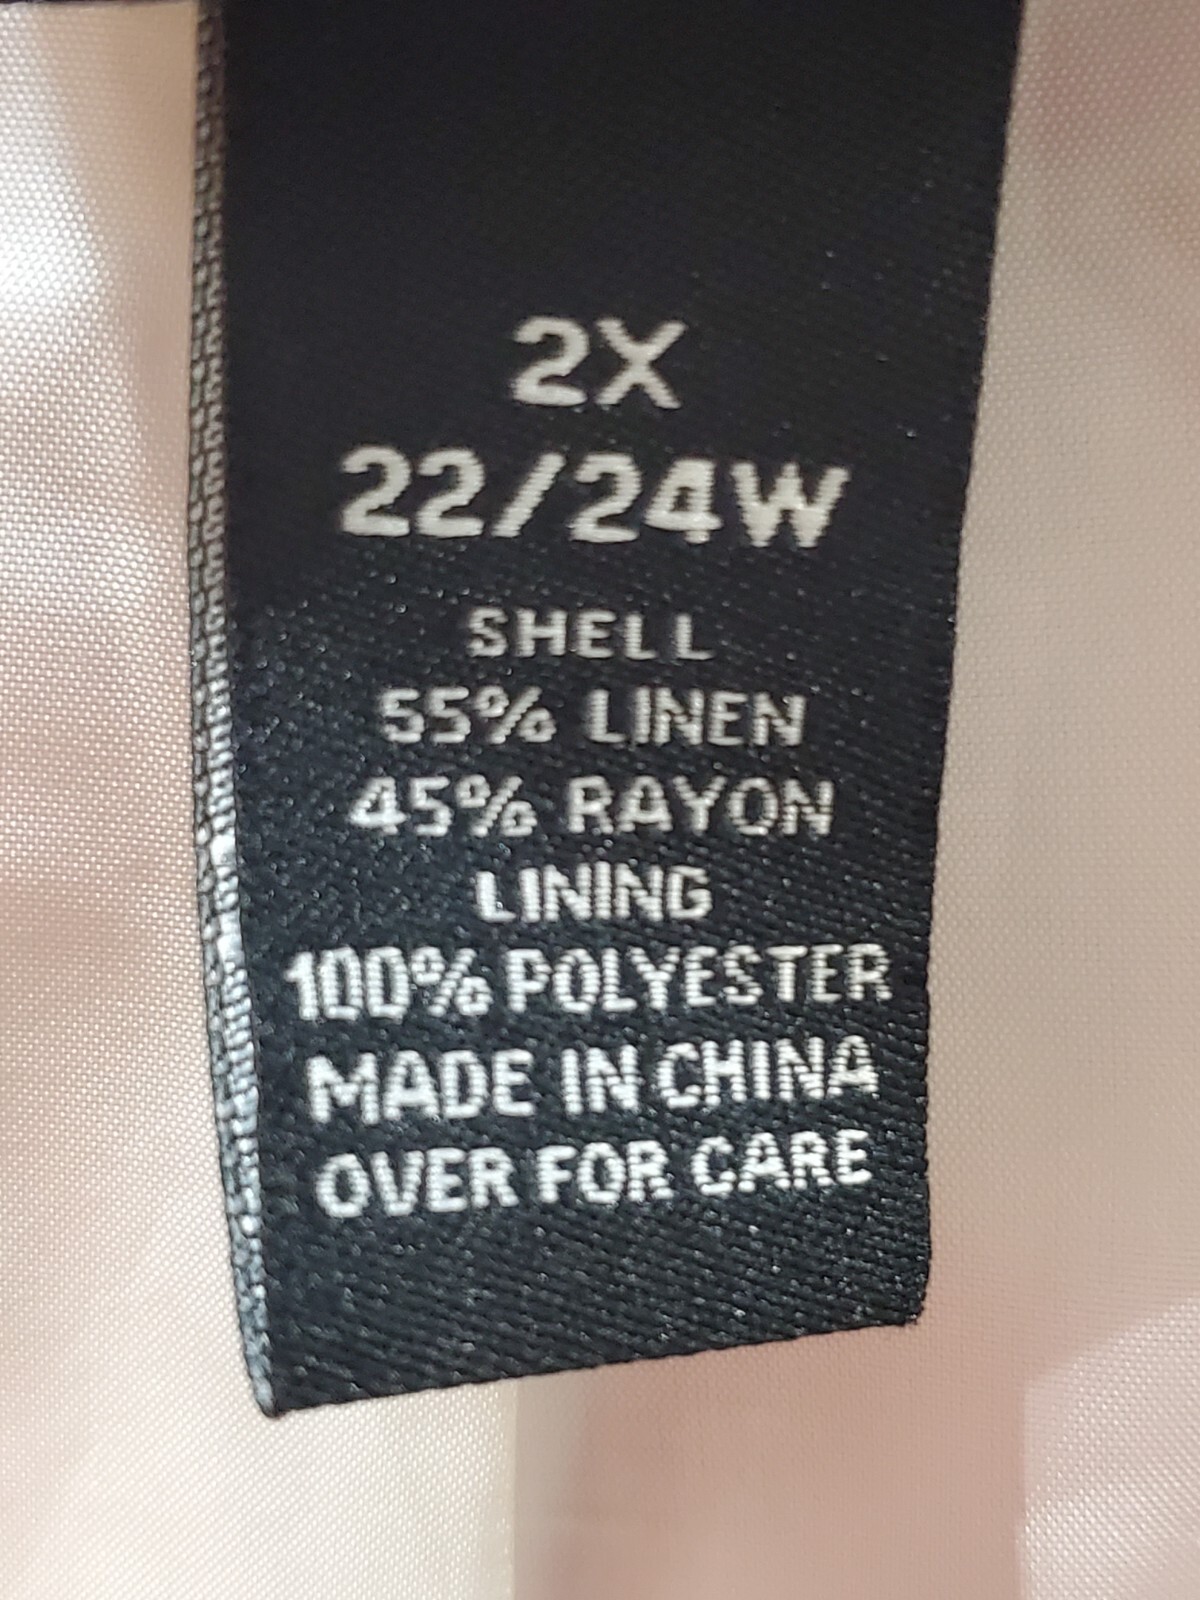 2X
22/24W
SHELL
55% LINEN
45% RAYON
LINING
100% POLYESTER
MADE IN CHINA
OVER FOR CARE